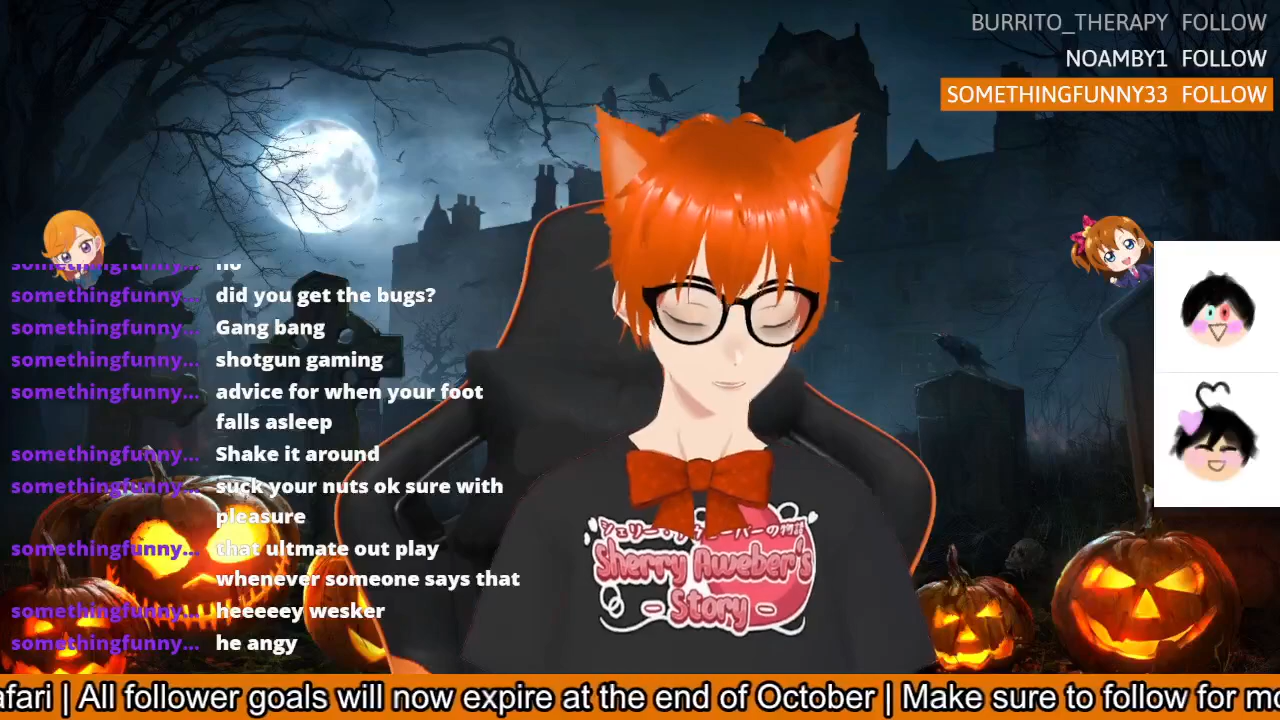 BURRITO_THERAPY FOLLOW
NOAMBY1 FOLLOW
SOMETHINGFUNNY33 FOLLOW
somethingfunny... no
somethingfunny... did you get the bugs?
somethingfunny... Gang bang
somethingfunny... shotgun gaming
somethingfunny... advice for when your foot
falls asleep
somethingfunny... Shake it around
somethingfunny... suck your nuts ok sure with
pleasure
somethingfunny... that ultmate out play
whenever someone says that
somethingfunny... heeeeey wesker
somethingfunny... he angy
Sherry Aweber's
- Story -
afari | All follower goals will now expire at the end of October | Make sure to follow for mo